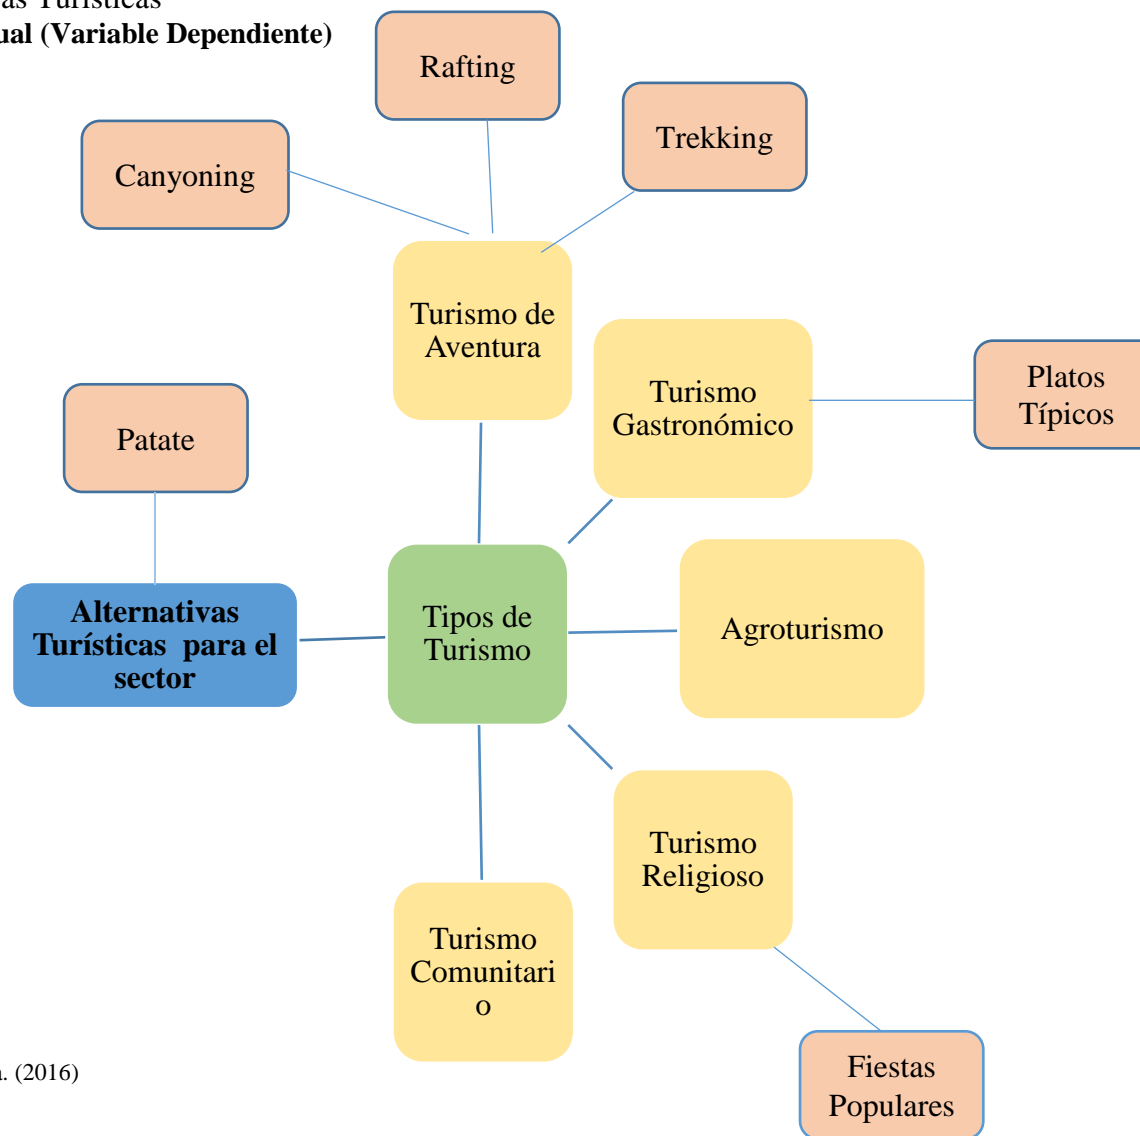 Turísticas
(Variable Dependiente)
Rafting
Trekking
Canyoning
Turismo de
Aventura
Turismo
Gastronómico
Platos
Típicos
Patate
Alternativas
Turísticas para el
sector
Tipos de
Turismo
Agroturismo
Turismo
Religioso
Turismo
Comunitari
o
Fiestas
Populares
(2016)